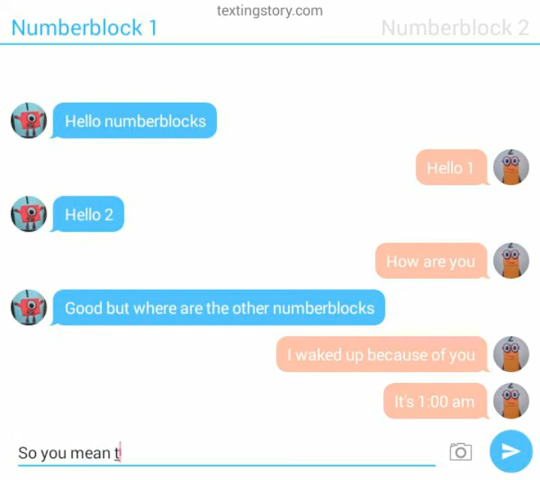 textingstory.com
Numberblock 1
Numberblock 2
Hello numberblocks
Hello 1
Hello 2
How are you
Good but where are the other numberblocks
I waked up because of you
It's 1:00 am
So you mean t